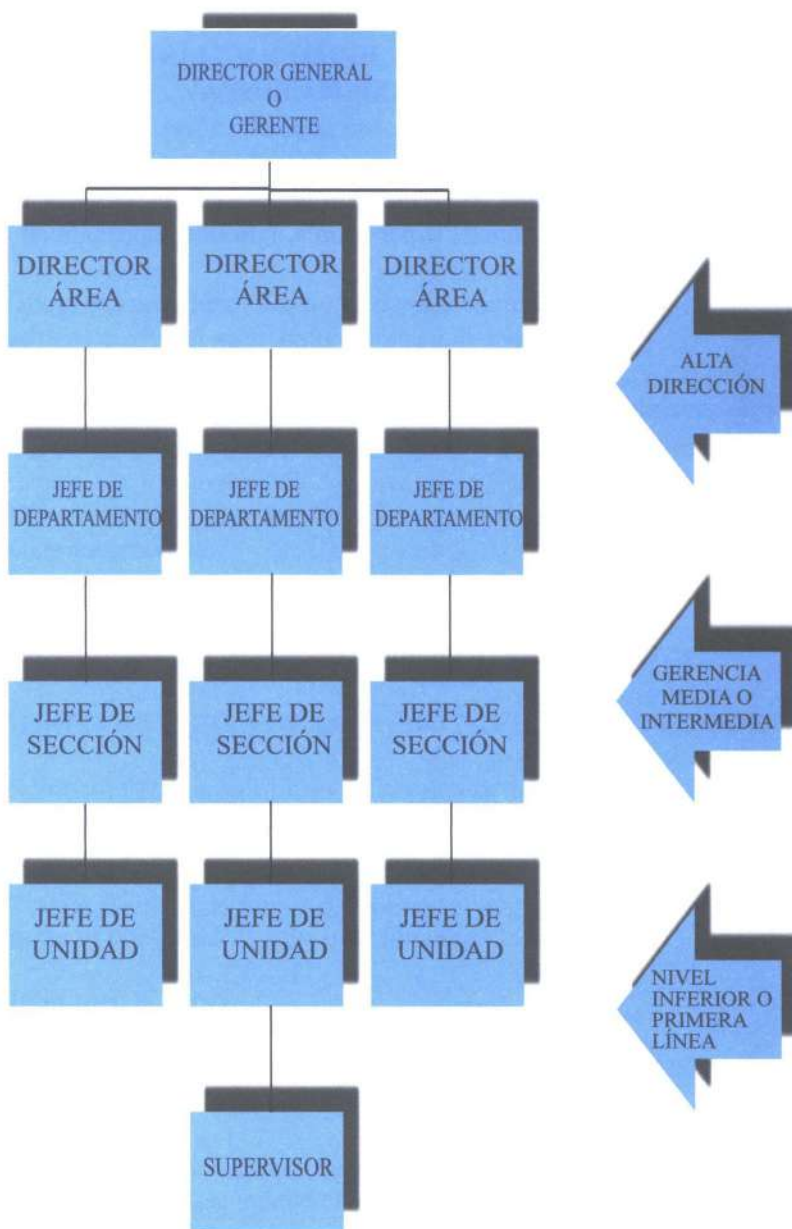 DIRECTOR GENERAL
O
GERENTE
DIRECTOR
ÁREA
DIRECTOR
ÁREA
DIRECTOR
ÁREA
ALTA
DIRECCIÓN
JEFE DE
DEPARTAMENTO
JEFE DE
DEPARTAMENTO
JEFE DE
DEPARTAMENTO
JEFE DE
SECCIÓN
JEFE DE
SECCIÓN
JEFE DE
SECCIÓN
GERENCIA
MEDIA O
INTERMEDIA
JEFE DE
UNIDAD
JEFE DE
UNIDAD
JEFE DE
UNIDAD
NIVEL
INFERIOR O
PRIMERA
LÍNEA
SUPERVISOR